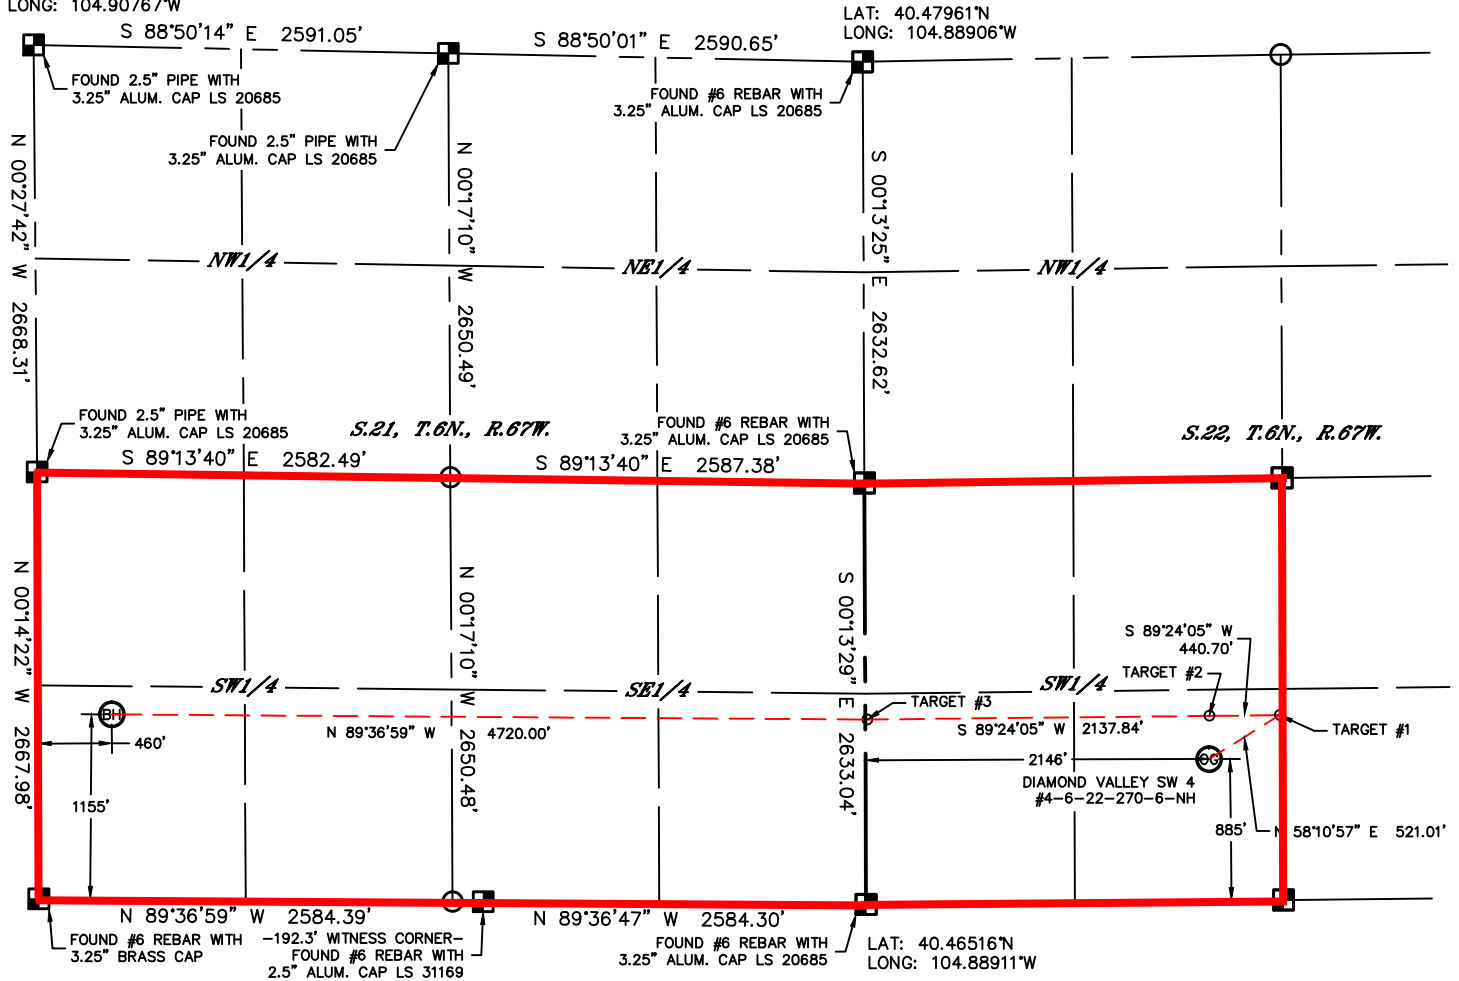 LONG: 104.90767°W
S 88°50'14" E 2591.05'
S 88°50'01" E 2590.65'
LAT: 40.47961°N
LONG: 104.88906°W
FOUND 2.5" PIPE WITH
3.25" ALUM. CAP LS 20685
FOUND 2.5" PIPE WITH
3.25" ALUM. CAP LS 20685
FOUND #6 REBAR WITH
3.25" ALUM. CAP LS 20685
N 00°27'42" W 2668.31'
N 00°17'10" W 2650.49'
S 00°13'25" E 2632.62'
NW1/4
NE1/4
NW1/4
FOUND 2.5" PIPE WITH
3.25" ALUM. CAP LS 20685
S.21, T.6N., R.67W.
FOUND #6 REBAR WITH
3.25" ALUM. CAP LS 20685
S.22, T.6N., R.67W.
S 89°13'40" E 2582.49'
S 89°13'40" E 2587.38'
N 00°14'22" W 2667.98'
N 00°17'10" W 2650.48'
S 00°13'29" E 2633.04'
S 89°24'05" W
440.70'
SW1/4
SE1/4
SW1/4
TARGET #2
TARGET #3
BH
460'
N 89°36'59" W 4720.00'
S 89°24'05" W 2137.84'
TARGET #1
2146'
OG
DIAMOND VALLEY SW 4
#4-6-22-270-6-NH
1155'
885'
N 58°10'57" E 521.01'
N 89°36'59" W 2584.39'
N 89°36'47" W 2584.30'
FOUND #6 REBAR WITH
3.25" BRASS CAP
-192.3' WITNESS CORNER-
FOUND #6 REBAR WITH
2.5" ALUM. CAP LS 31169
FOUND #6 REBAR WITH
3.25" ALUM. CAP LS 20685
LAT: 40.46516°N
LONG: 104.88911°W